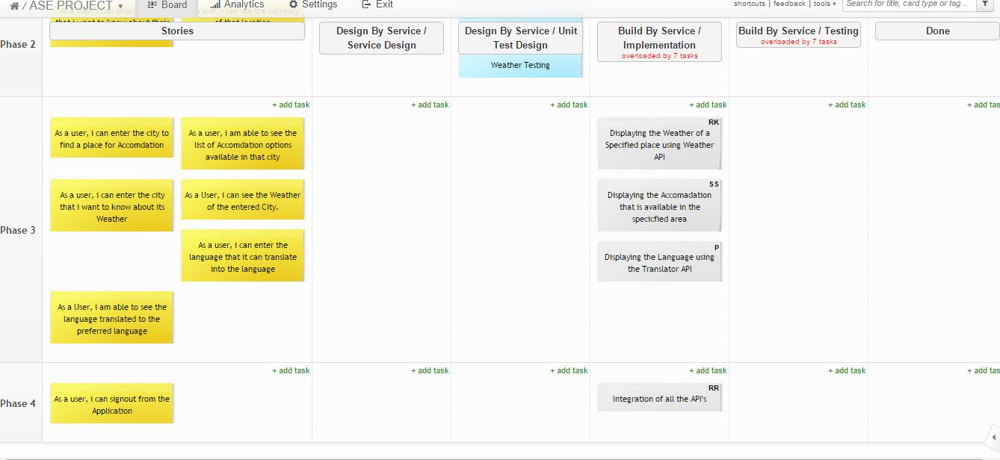 / ASE PROJECT ▾ Board Analytics Settings Exit shortcuts | feedback | tools Search for title, card type or tag...
that i want to know about their
of that location
Phase 2
Stories
Design By Service /
Service Design
Design By Service / Unit
Test Design
Weather Testing
Build By Service /
Implementation
overloaded by 7 tasks
Build By Service / Testing
overloaded by 7 tasks
Done
+ add task
+ add task
+ add task
+ add task
+ add task
+ add tas
Phase 3
As a user, i can enter the city to
find a place for Accomdation
As a user, i am able to see the
list of Accomdation options
available in that city
As a user, i can enter the city
that i want to know about its
Weather
As a User, i can see the Weather
of the entered City.
As a user, i can enter the
language that it can translate
into the language
As a User, i am able to see the
language translated to the
preferred language
RK
Displaying the Weather of a
Specified place using Weather
API
SS
Displaying the Accomadation
that is available in the
specicfied area
p
Displaying the Language using
the Translator API
+ add task
+ add task
+ add task
+ add task
+ add task
+ add tas
Phase 4
As a user, i can signout from the
Application
RR
Integration of all the API's